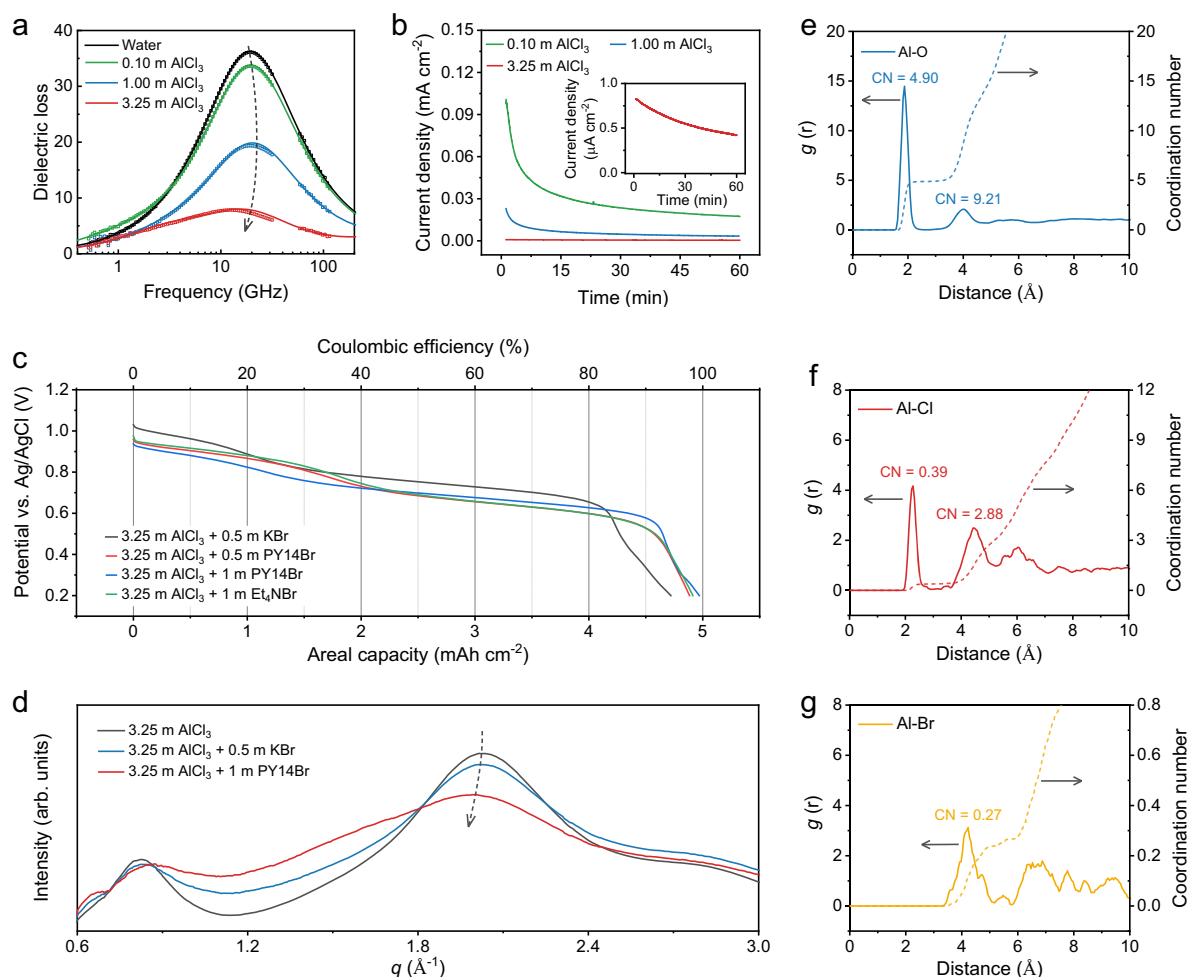 a
Dielectric loss
40
30
20
10
0
Water
0.10 m AlCl₃
1.00 m AlCl₃
3.25 m AlCl₃
1
10
100
Frequency (GHz)
b
Current density (mA cm⁻²)
0.15
0.12
0.09
0.06
0.03
0.00
0.10 m AlCl₃
1.00 m AlCl₃
3.25 m AlCl₃
Current density
(μA cm⁻²)
1.0
0.5
0.0
0
30
60
Time (min)
0
15
30
45
60
Time (min)
c
Coulombic efficiency (%)
0
20
40
60
80
100
Potential vs. Ag/AgCl (V)
1.2
1.0
0.8
0.6
0.4
0.2
3.25 m AlCl₃ + 0.5 m KBr
3.25 m AlCl₃ + 0.5 m PY14Br
3.25 m AlCl₃ + 1 m PY14Br
3.25 m AlCl₃ + 1 m Et₄NBr
0
1
2
3
4
5
Areal capacity (mAh cm⁻²)
d
Intensity (arb. units)
3.25 m AlCl₃
3.25 m AlCl₃ + 0.5 m KBr
3.25 m AlCl₃ + 1 m PY14Br
0.6
1.2
1.8
2.4
3.0
q (Å⁻¹)
e
g (r)
20
15
10
5
0
Al-O
CN = 4.90
CN = 9.21
20
15
10
5
0
Coordination number
0
2
4
6
8
10
Distance (Å)
f
g (r)
8
6
4
2
0
Al-Cl
CN = 0.39
CN = 2.88
12
9
6
3
0
Coordination number
0
2
4
6
8
10
Distance (Å)
g
g (r)
8
6
4
2
0
Al-Br
CN = 0.27
0.8
0.6
0.4
0.2
0.0
Coordination number
0
2
4
6
8
10
Distance (Å)